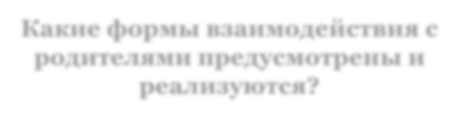 Какие формы взаимодействия с
родителями предусмотрены и
реализуются?